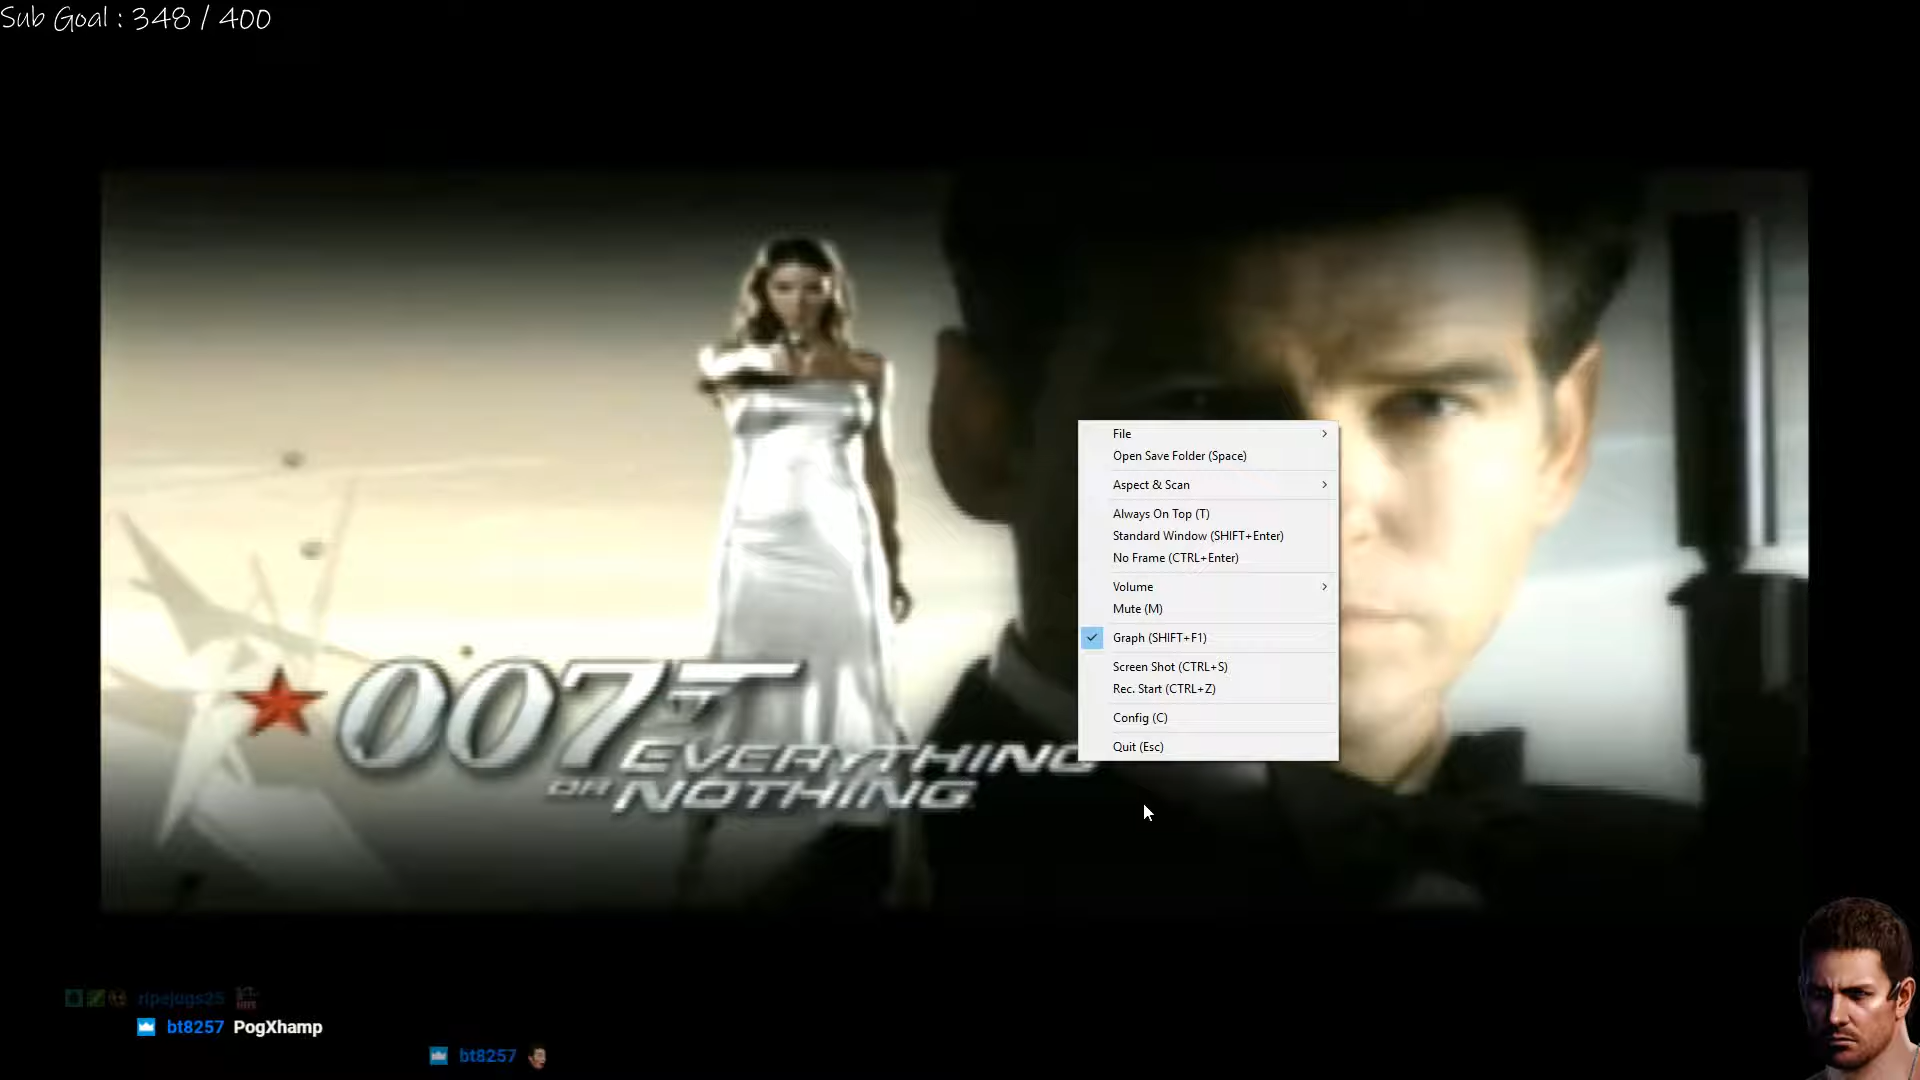 Sub Goal : 348 / 400
File
Open Save Folder (Space)
Aspect & Scan
Always On Top (T)
Standard Window (SHIFT+Enter)
No Frame (CTRL+Enter)
Volume
Mute (M)
Graph (SHIFT+F1)
Screen Shot (CTRL+S)
Rec. Start (CTRL+Z)
Config (C)
Quit (Esc)
007
EVERYTHING
OR NOTHING
ripejugs25
bt8257 PogXhamp
bt8257